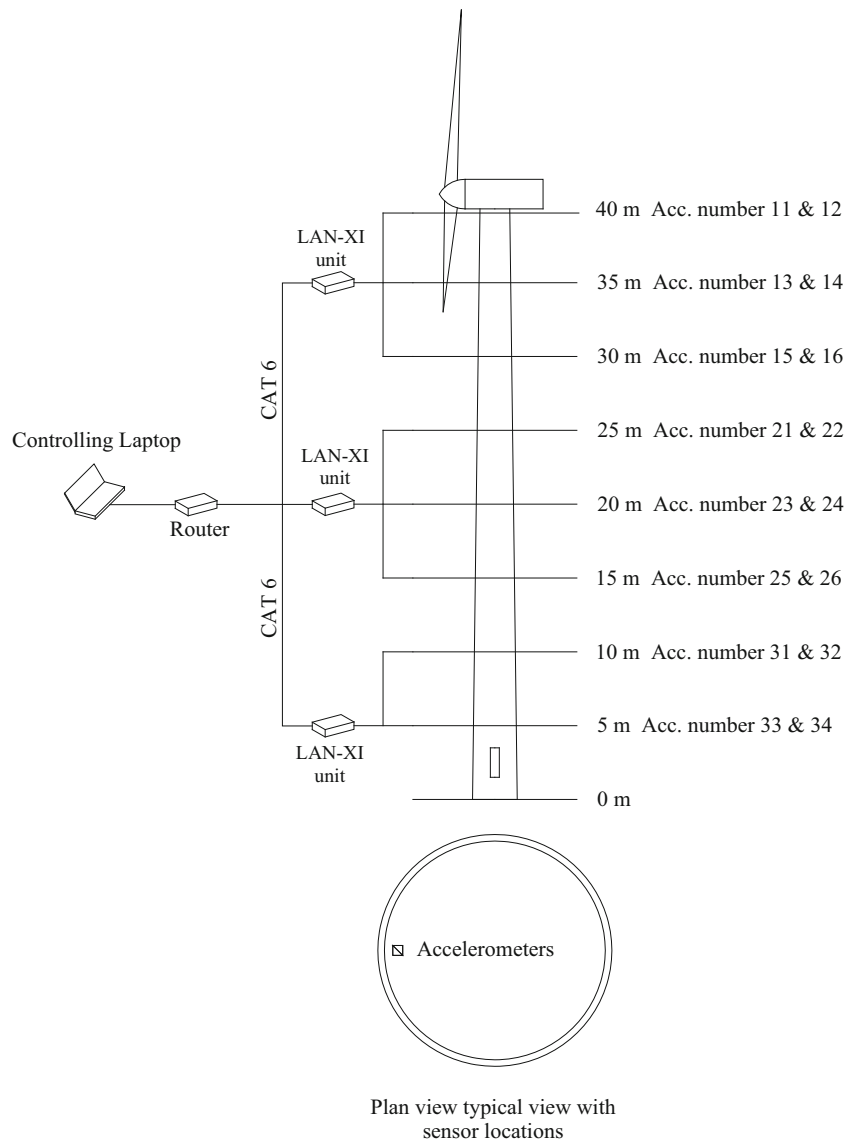 40 m Acc. number 11 & 12
LAN-XI
unit
35 m Acc. number 13 & 14
30 m Acc. number 15 & 16
CAT 6
25 m Acc. number 21 & 22
Controlling Laptop
LAN-XI
unit
20 m Acc. number 23 & 24
Router
15 m Acc. number 25 & 26
CAT 6
10 m Acc. number 31 & 32
5 m Acc. number 33 & 34
LAN-XI
unit
0 m
Accelerometers
Plan view typical view with
sensor locations